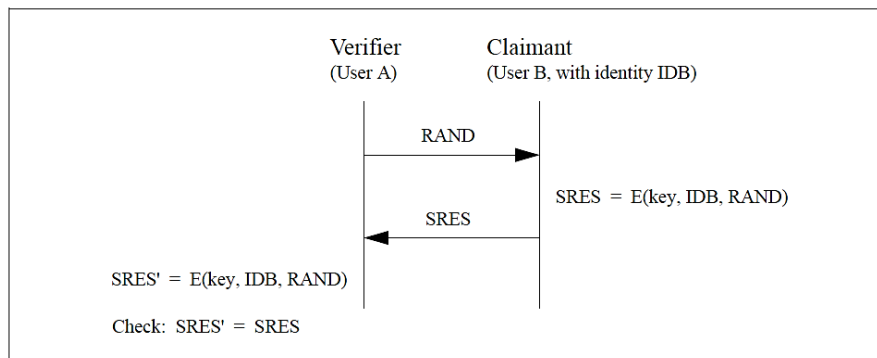 Verifier
(User A)
Claimant
(User B, with identity IDB)
RAND
SRES = E(key, IDB, RAND)
SRES
SRES' = E(key, IDB, RAND)
Check: SRES' = SRES